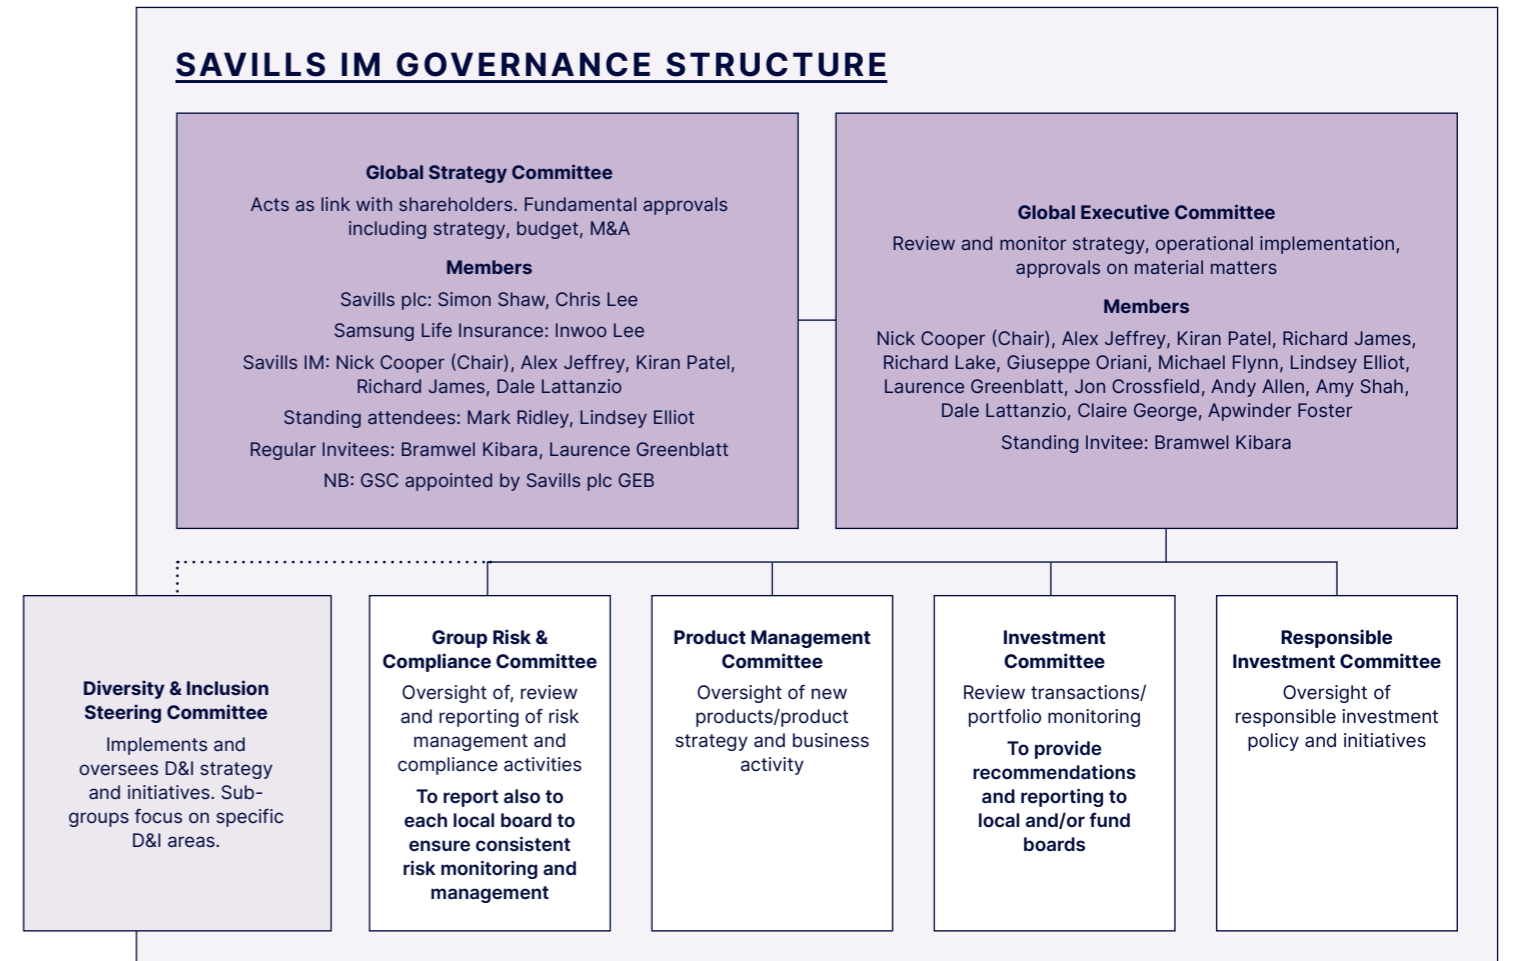 SAVILLS IM GOVERNANCE STRUCTURE
Global Strategy Committee
Acts as link with shareholders. Fundamental approvals
including strategy, budget, M&A
Members
Savills plc: Simon Shaw, Chris Lee
Samsung Life Insurance: Inwoo Lee
Savills IM: Nick Cooper (Chair), Alex Jeffrey, Kiran Patel,
Richard James, Dale Lattanzio
Standing attendees: Mark Ridley, Lindsey Elliot
Regular Invitees: Bramwel Kibara, Laurence Greenblatt
NB: GSC appointed by Savills plc GEB
Global Executive Committee
Review and monitor strategy, operational implementation,
approvals on material matters
Members
Nick Cooper (Chair), Alex Jeffrey, Kiran Patel, Richard James,
Richard Lake, Giuseppe Oriani, Michael Flynn, Lindsey Elliot,
Laurence Greenblatt, Jon Crossfield, Andy Allen, Amy Shah,
Dale Lattanzio, Claire George, Apwinder Foster
Standing Invitee: Bramwel Kibara
Diversity & Inclusion
Steering Committee
Implements and
oversees D&I strategy
and initiatives. Sub-
groups focus on specific
D&I areas.
Group Risk &
Compliance Committee
Oversight of, review
and reporting of risk
management and
compliance activities
To report also to
each local board to
ensure consistent
risk monitoring and
management
Product Management
Committee
Oversight of new
products/product
strategy and business
activity
Investment
Committee
Review transactions/
portfolio monitoring
To provide
recommendations
and reporting to
local and/or fund
boards
Responsible
Investment Committee
Oversight of
responsible investment
policy and initiatives